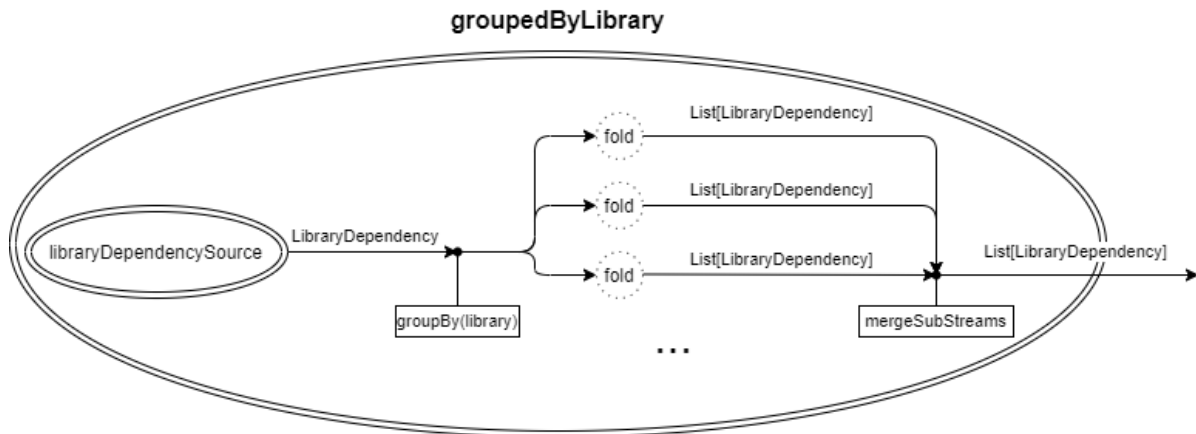 groupedByLibrary
List[LibraryDependency]
fold
List[LibraryDependency]
fold
LibraryDependency
libraryDependencySource
List[LibraryDependency]
fold
List[LibraryDependency]
groupBy(library)
mergeSubStreams
...